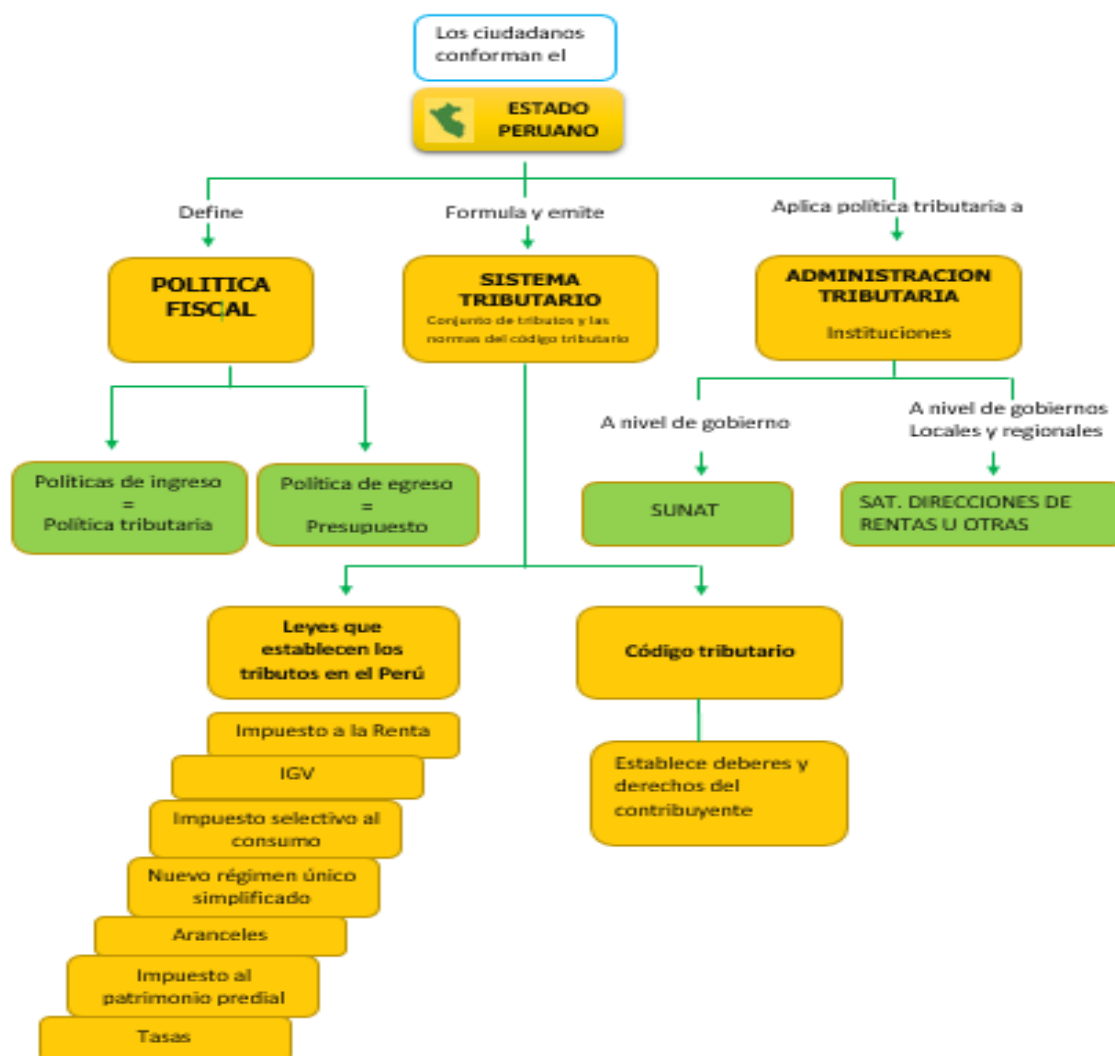 Los ciudadanos
conforman el
ESTADO
PERUANO
Define
Formula y emite
Aplica política tributaria a
POLITICA
FISCAL
SISTEMA
TRIBUTARIO
Conjunto de tributos y las
normas del código tributario
ADMINISTRACION
TRIBUTARIA
Instituciones
A nivel de gobierno
A nivel de gobiernos
Locales y regionales
Políticas de ingreso
=
Política tributaria
Política de egreso
=
Presupuesto
SUNAT
SAT. DIRECCIONES DE
RENTAS U OTRAS
Leyes que
establecen los
tributos en el Perú
Código tributario
Impuesto a la Renta
IGV
Impuesto selectivo al
consumo
Nuevo régimen único
simplificado
Aranceles
Impuesto al
patrimonio predial
Tasas
Establece deberes y
derechos del
contribuyente